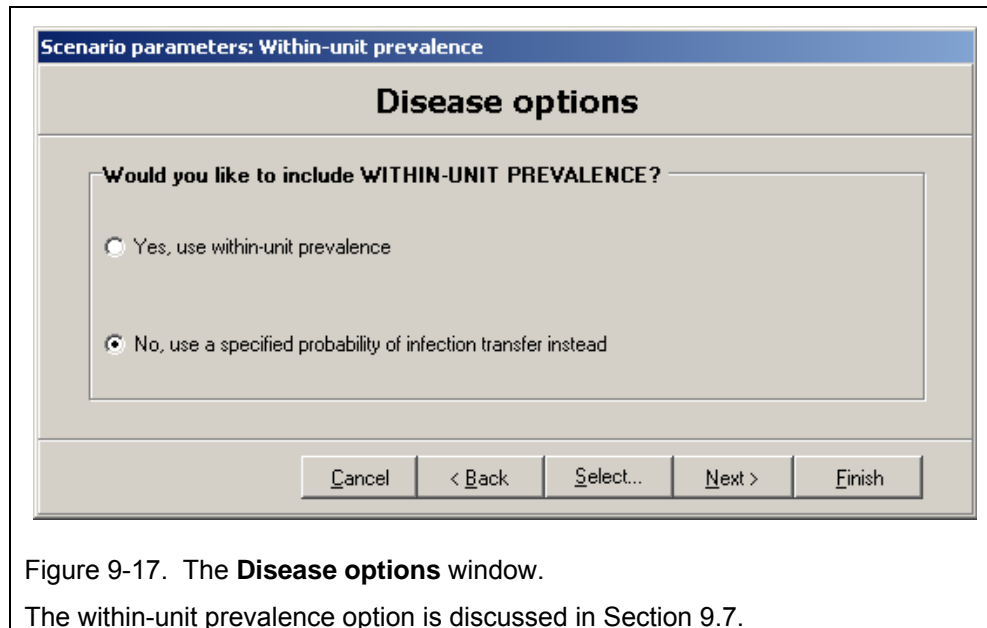 Scenario parameters: Within-unit prevalence
Disease options
Would you like to include WITHIN-UNIT PREVALENCE?
Yes, use within-unit prevalence
No, use a specified probability of infection transfer instead
Cancel
< Back
Select...
Next >
Finish
Figure 9-17. The Disease options window.
The within-unit prevalence option is discussed in Section 9.7.